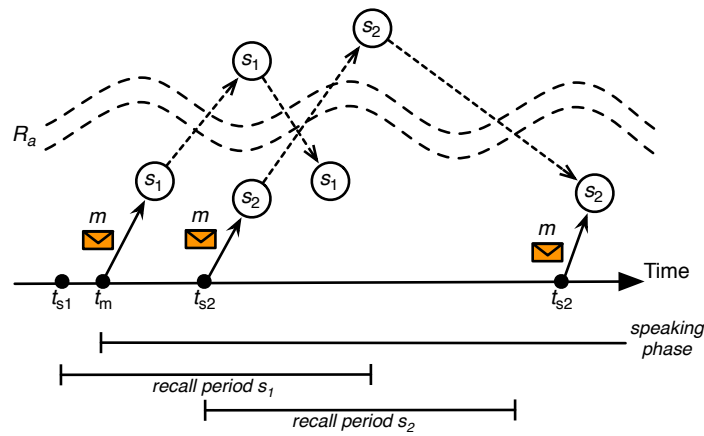 s2
s1
Ra
s1
s2
s1
s2
m
m
m
Time
ts1
tm
ts2
ts2
speaking
phase
recall period s1
recall period s2